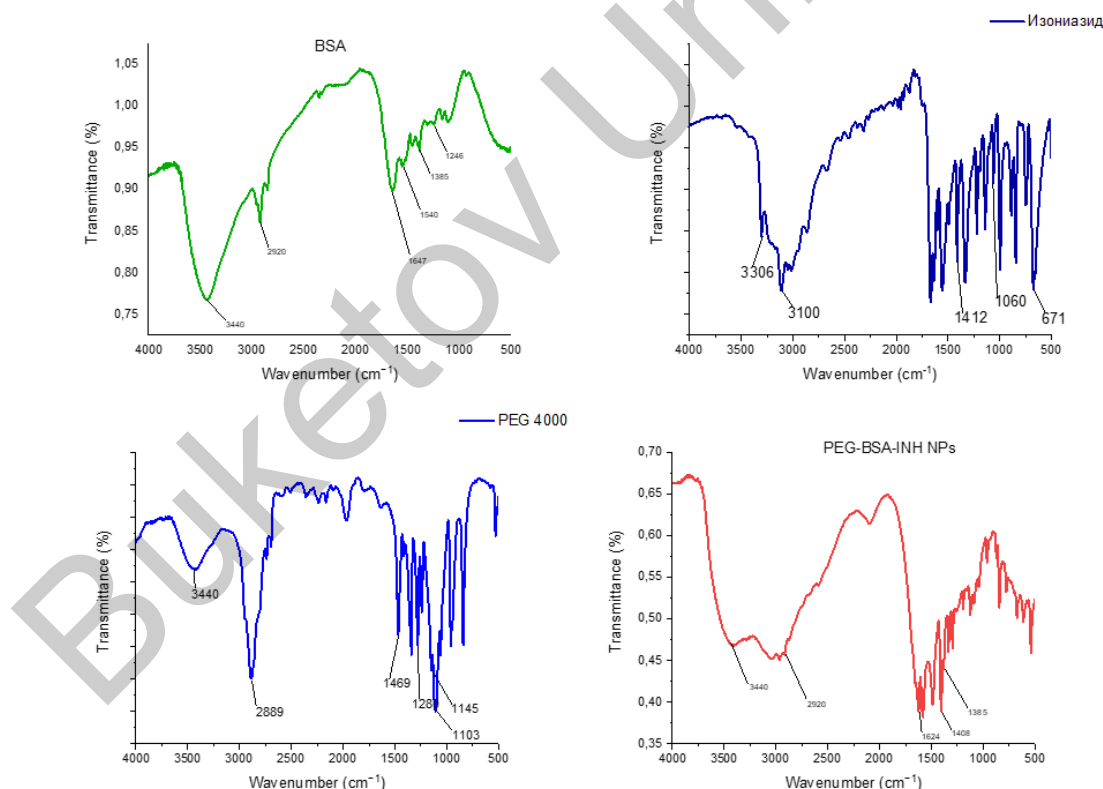 BSA
Transmittance (%)
1,05
1,00
0,95
0,90
0,85
0,80
0,75
3440
2920
1647
1540
1385
1246
4000 3500 3000 2500 2000 1500 1000 500
Wavenumber (cm⁻¹)
Изониазид
Transmittance (%)
3306
3100
1412
1060
671
4000 3500 3000 2500 2000 1500 1000 500
Wavenumber (cm⁻¹)
PEG 4000
Transmittance (%)
3440
2889
1469
1145
1103
4000 3500 3000 2500 2000 1500 1000 500
Wavenumber (cm⁻¹)
PEG-BSA-INH NPs
Transmittance (%)
0,70
0,65
0,60
0,55
0,50
0,45
0,40
0,35
3440
2920
1624
1408
1385
4000 3500 3000 2500 2000 1500 1000 500
Wavenumber (cm⁻¹)
Buketov